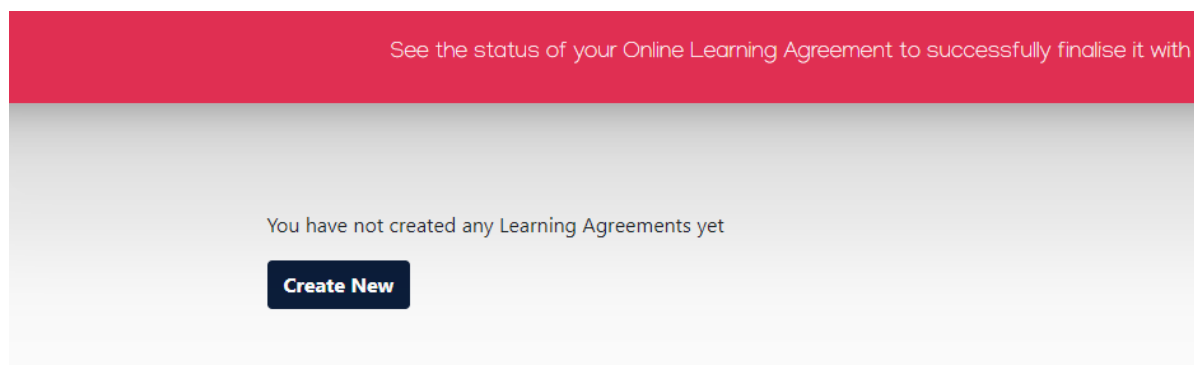 See the status of your Online Learning Agreement to successfully finalise it with
You have not created any Learning Agreements yet
Create New